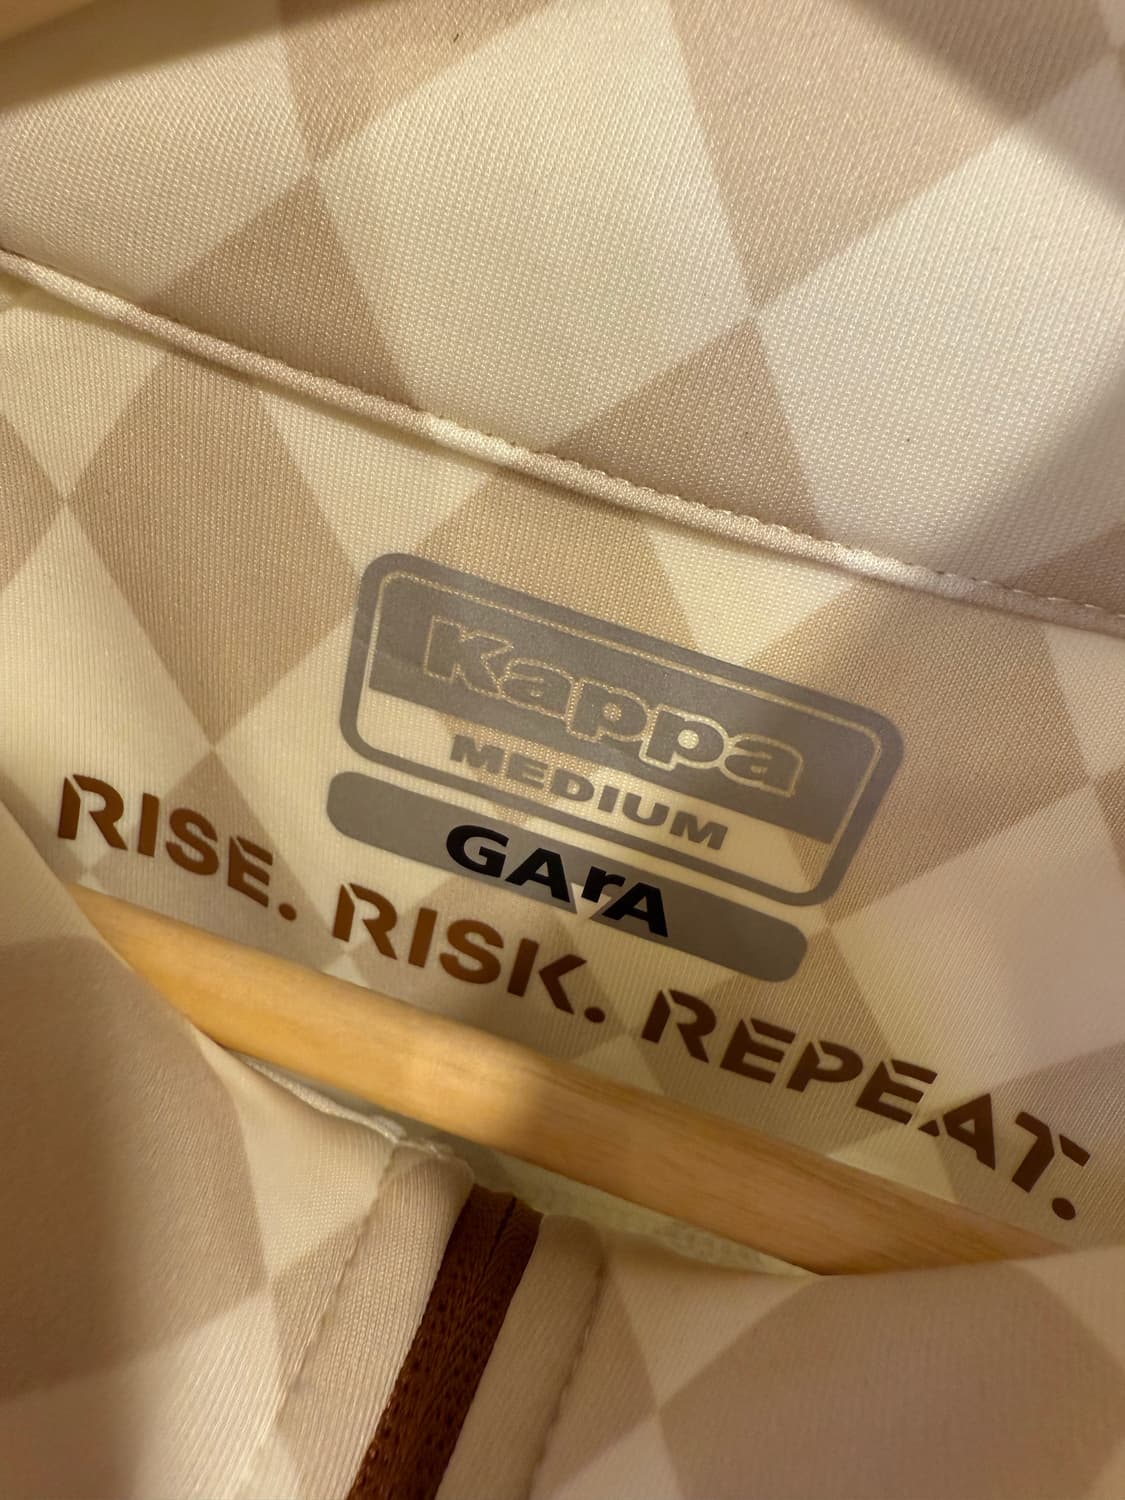 Kappa
MEDIUM
GArA
RISE. RISK. REPEAT.